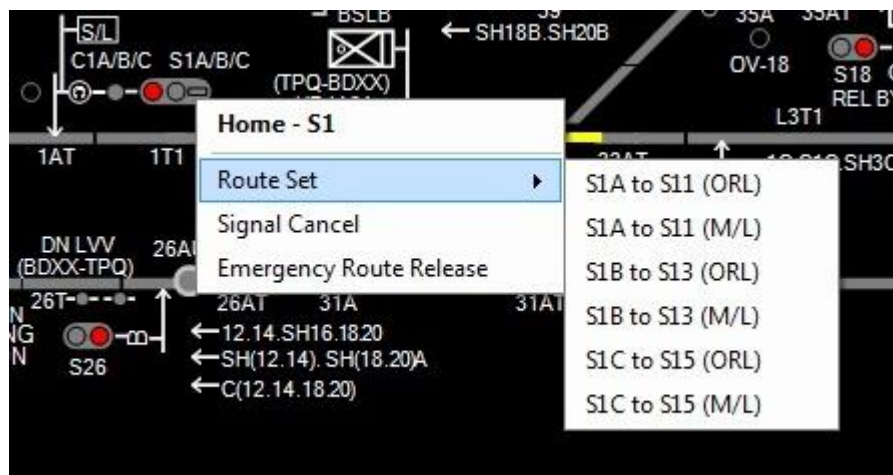 BSLB
S/L
SH18B.SH20B
35A
C1A/B/C S1A/B/C
OV-18
S18
(TPQ-BDXX)
REL B
L3T1
Home - S1
1AT 1T1
Route Set
S1A to S11 (ORL)
Signal Cancel
S1A to S11 (M/L)
DN LVV
(BDXX-TPQ)
Emergency Route Release
S1B to S13 (ORL)
26T
26AT 31A 31AT
S1B to S13 (M/L)
12.14.SH16.18.20
S26
SH(12.14). SH(18.20)A
S1C to S15 (ORL)
C(12.14.18.20)
S1C to S15 (M/L)